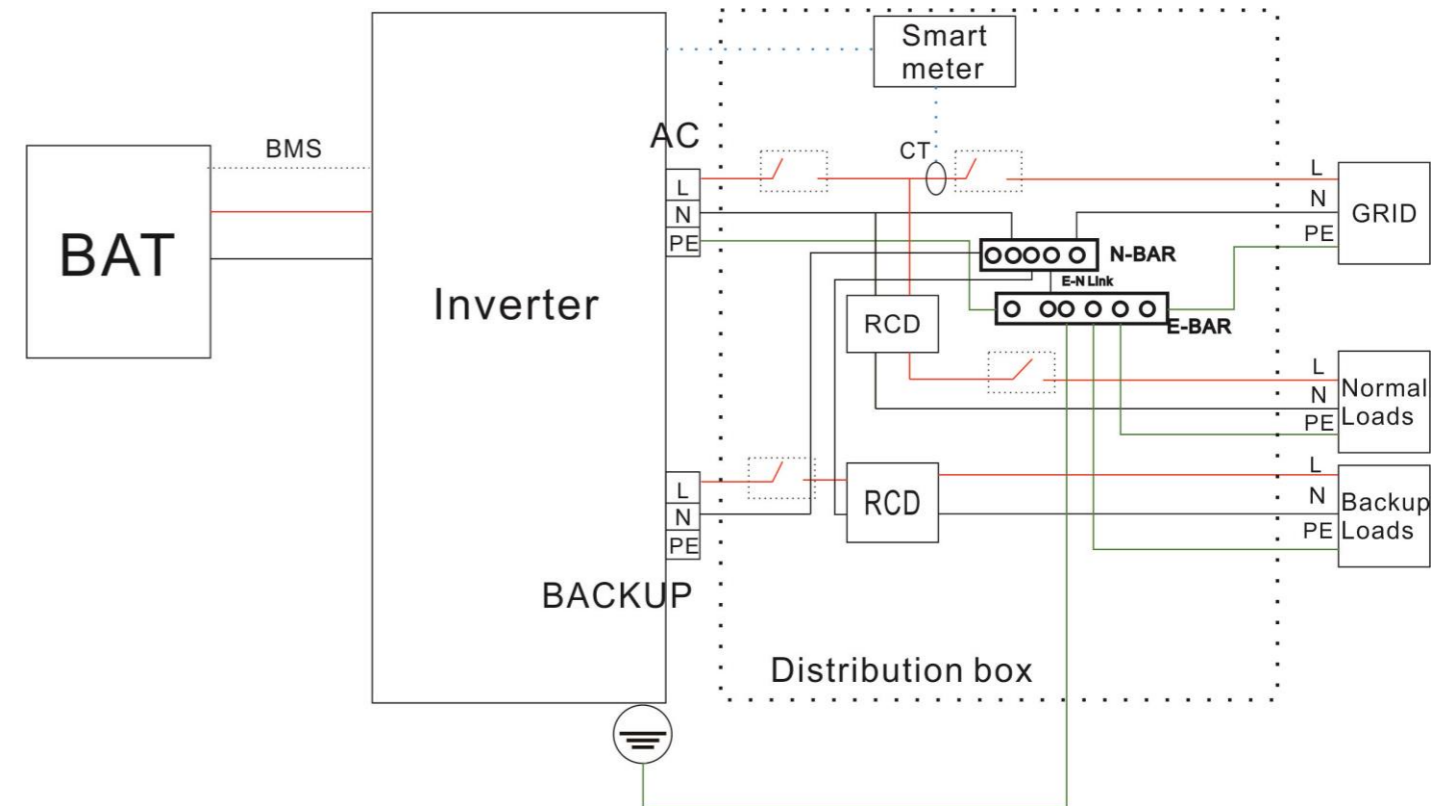 Smart
meter
BMS
AC
CT
L
N
PE
L
N
PE
GRID
BAT
N-BAR
E-N Link
E-BAR
Inverter
RCD
L
N
PE
Normal
Loads
L
N
PE
RCD
L
N
PE
Backup
Loads
BACKUP
Distribution box